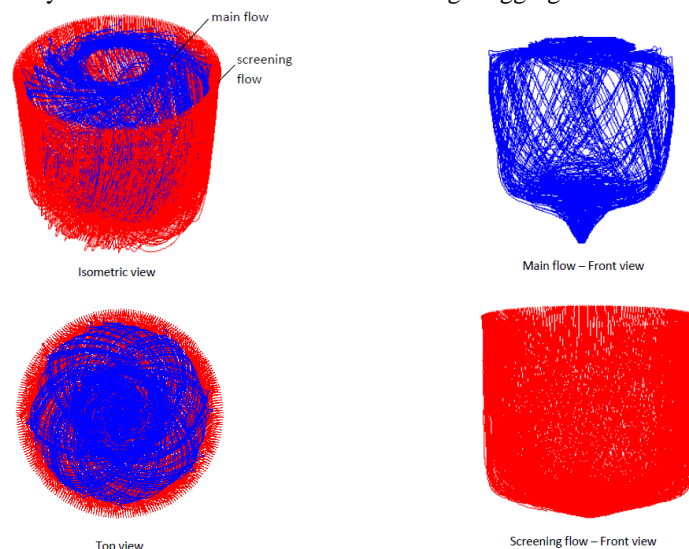 main flow
screening
flow
Isometric view
Main flow – Front view
Top view
Screening flow – Front view